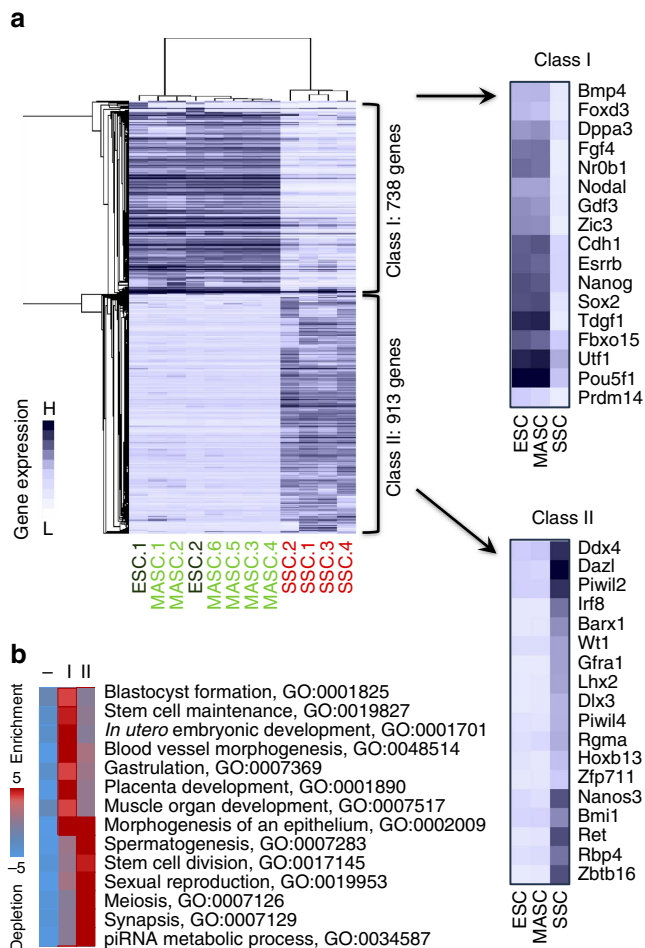 a
Class I: 738 genes
Class II: 913 genes
Gene expression
H
L
ESC.1
MASC.1
MASC.2
ESC.2
MASC.6
MASC.5
MASC.3
MASC.4
SSC.2
SSC.1
SSC.3
SSC.4
Class I
Bmp4
Foxd3
Dppa3
Fgf4
Nr0b1
Nodal
Gdf3
Zic3
Cdh1
Esrrb
Nanog
Sox2
Tdgf1
Fbxo15
Utf1
Pou5f1
Prdm14
ESC
MASC
SSC
Class II
Ddx4
Dazl
Piwil2
Irf8
Barx1
Wt1
Gfra1
Lhx2
Dlx3
Piwil4
Rgma
Hoxb13
Zfp711
Nanos3
Bmi1
Ret
Rbp4
Zbtb16
ESC
MASC
SSC
b
– I II
Enrichment
5
–5
Depletion
Blastocyst formation, GO:0001825
Stem cell maintenance, GO:0019827
In utero embryonic development, GO:0001701
Blood vessel morphogenesis, GO:0048514
Gastrulation, GO:0007369
Placenta development, GO:0001890
Muscle organ development, GO:0007517
Morphogenesis of an epithelium, GO:0002009
Spermatogenesis, GO:0007283
Stem cell division, GO:0017145
Sexual reproduction, GO:0019953
Meiosis, GO:0007126
Synapsis, GO:0007129
piRNA metabolic process, GO:0034587